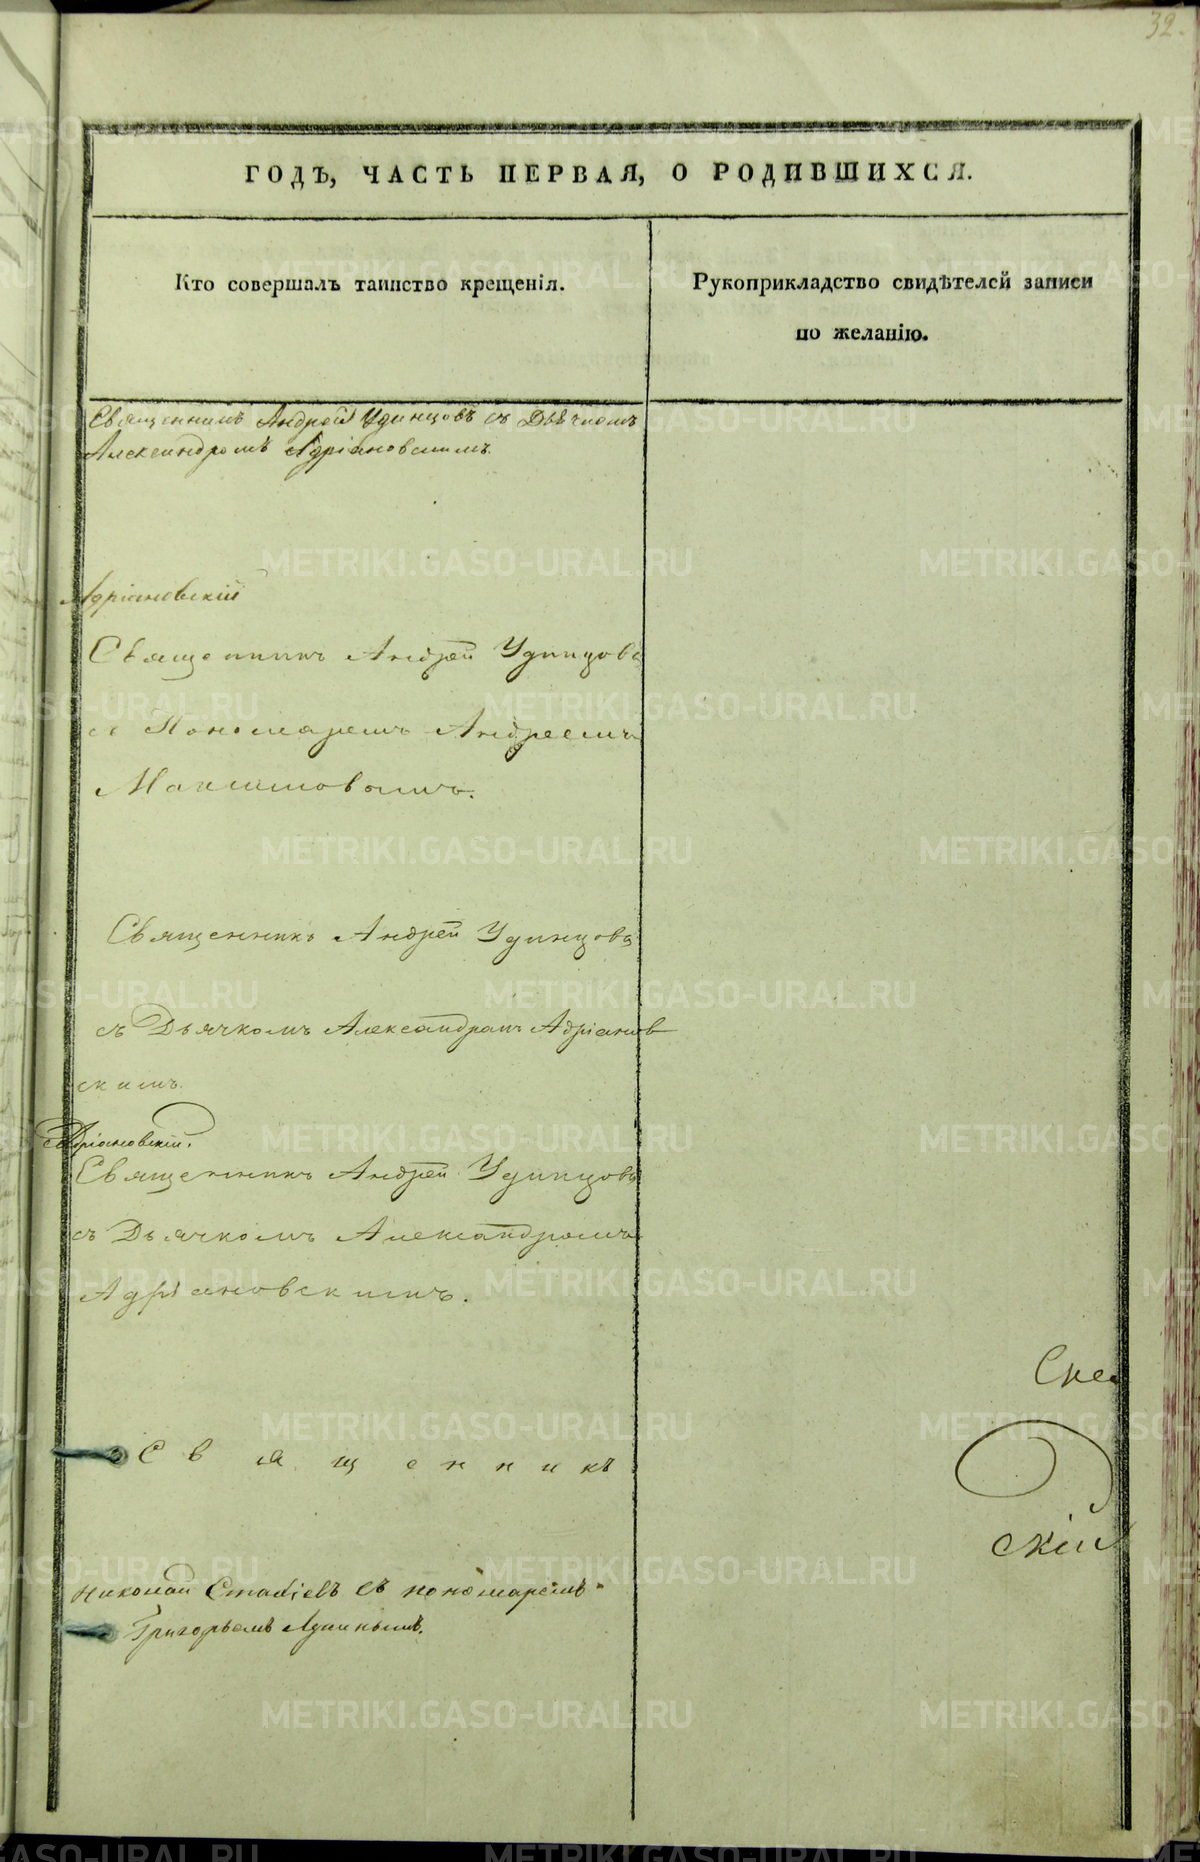 32.
ГОДЪ, ЧАСТЬ ПЕРВАЯ, О РОДИВШИХСЯ.
Кто совершалъ таинство крещенія.
Рукоприкладство свидѣтелей записи
по желанію.
Священникъ Андрей Удинцовъ съ Дьячкомъ
Александромъ Адріановскимъ.
Адріановскій
Священникъ Андрей Удинцовъ
съ Пономаремъ Андреемъ
Максимовымъ.
Священникъ Андрей Удинцовъ
съ Дьячкомъ Александромъ Адріанов
скимъ.
Адріановскій.
Священникъ Андрей Удинцовъ
съ Дьячкомъ Александромъ
Адріановскимъ.
Священникъ
Николай Стадіевъ съ пономаремъ
Григорьемъ
скій
METRIKI.GASO-URAL.RU